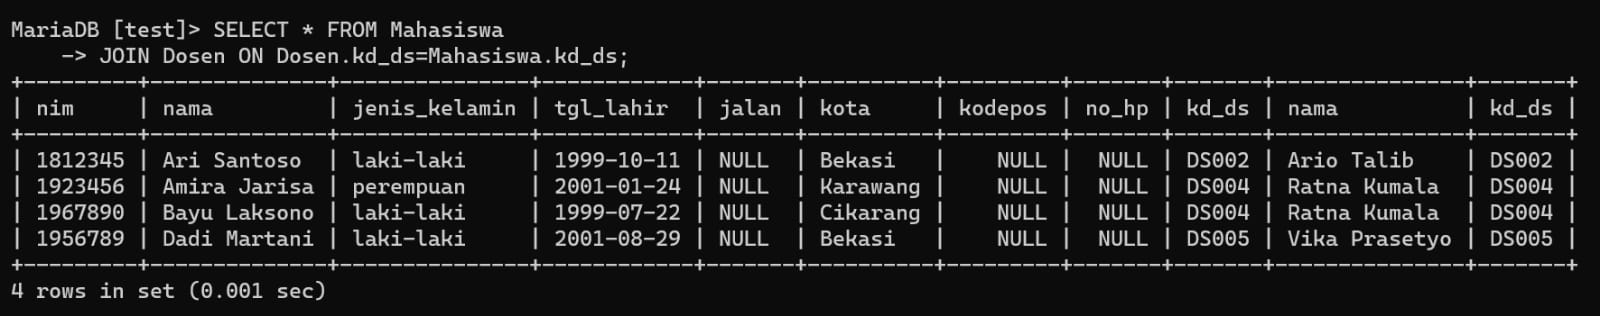 MariaDB [test]> SELECT * FROM Mahasiswa
    -> JOIN Dosen ON Dosen.kd_ds=Mahasiswa.kd_ds;
+---------+--------------+---------------+------------+-------+----------+---------+-------+-------+---------------+-------+
| nim     | nama         | jenis_kelamin | tgl_lahir  | jalan | kota     | kodepos | no_hp | kd_ds | nama          | kd_ds |
+---------+--------------+---------------+------------+-------+----------+---------+-------+-------+---------------+-------+
| 1812345 | Ari Santoso  | laki-laki     | 1999-10-11 | NULL  | Bekasi   |    NULL |  NULL | DS002 | Ario Talib    | DS002 |
| 1923456 | Amira Jarisa | perempuan     | 2001-01-24 | NULL  | Karawang |    NULL |  NULL | DS004 | Ratna Kumala  | DS004 |
| 1967890 | Bayu Laksono | laki-laki     | 1999-07-22 | NULL  | Cikarang |    NULL |  NULL | DS004 | Ratna Kumala  | DS004 |
| 1956789 | Dadi Martani | laki-laki     | 2001-08-29 | NULL  | Bekasi   |    NULL |  NULL | DS005 | Vika Prasetyo | DS005 |
+---------+--------------+---------------+------------+-------+----------+---------+-------+-------+---------------+-------+
4 rows in set (0.001 sec)